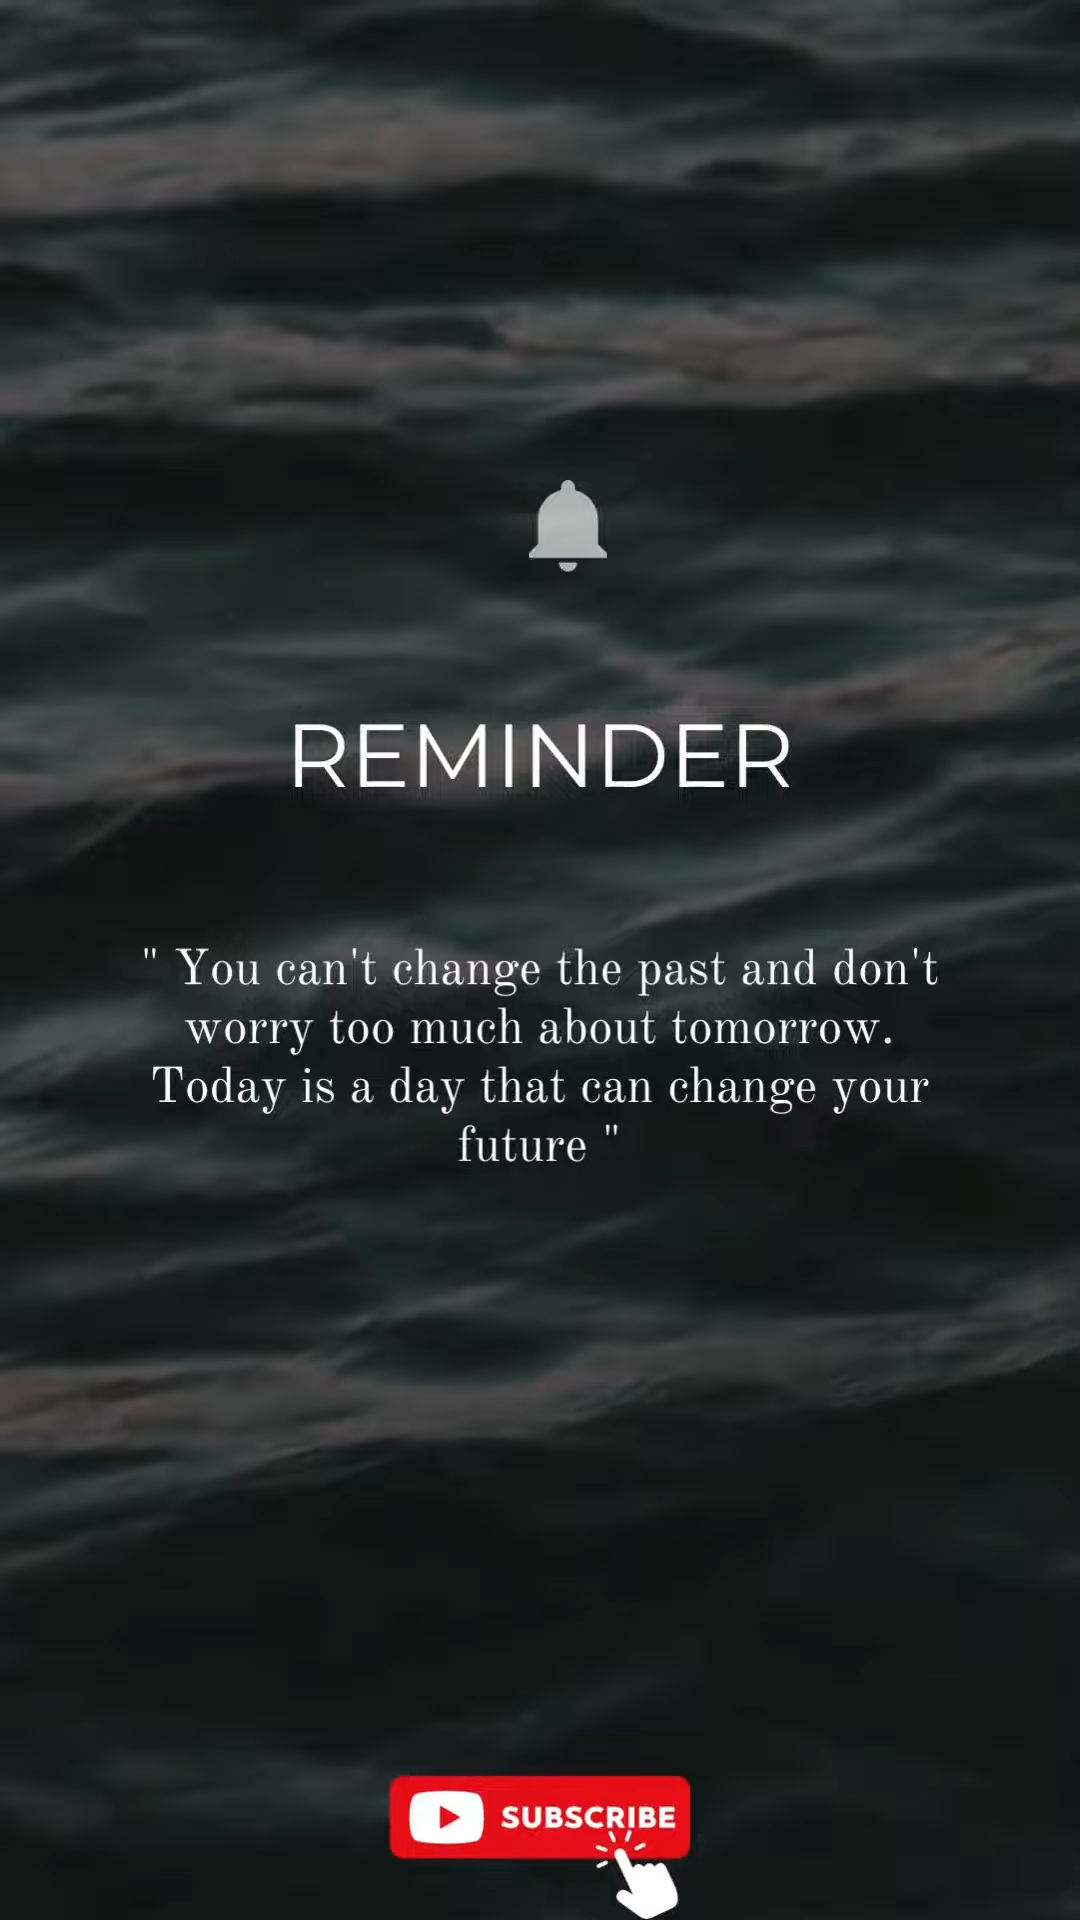 REMINDER
" You can't change the past and don't
worry too much about tomorrow.
Today is a day that can change your
future "
SUBSCRIBE